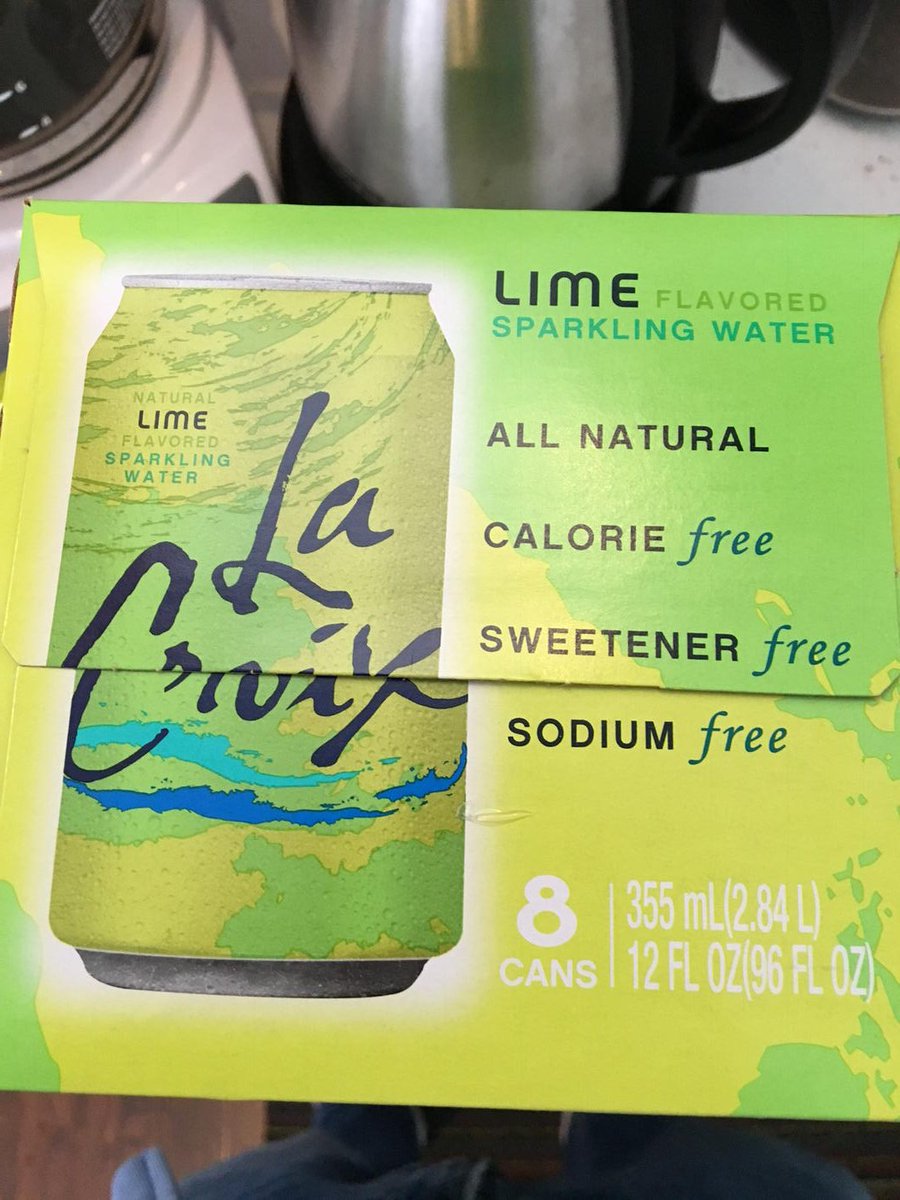 NATURAL
LIME
FLAVORED
SPARKLING
WATER
La
Croix
LIME FLAVORED
SPARKLING WATER
ALL NATURAL
CALORIE free
SWEETENER free
SODIUM free
8
CANS
355 mL(2.84 L)
12 FL OZ(96 FL OZ)